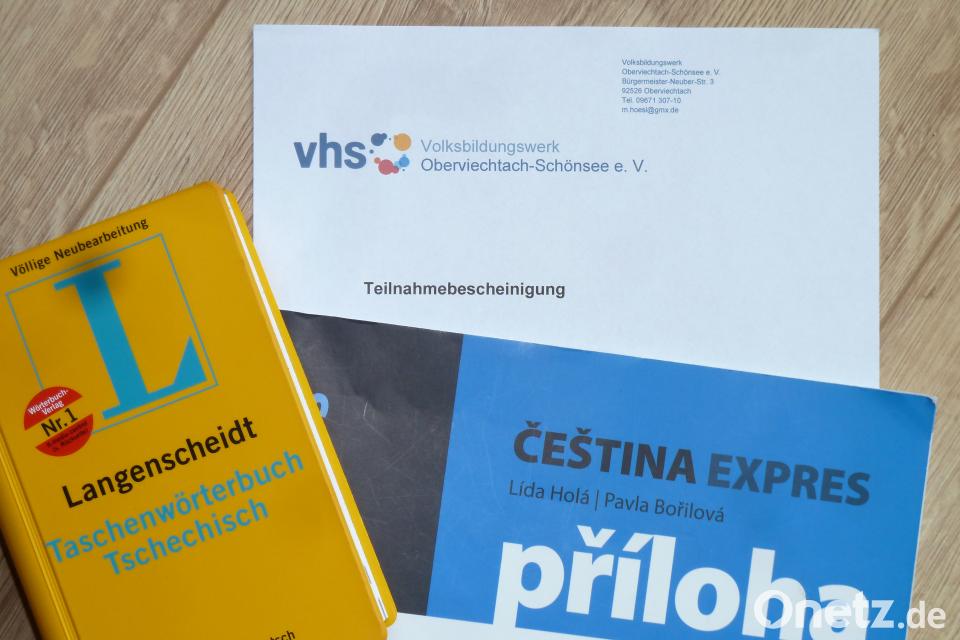 Volksbildungswerk
Oberviechtach-Schönsee e. V.
Bürgermeister-Neuber-Str. 3
92526 Oberviechtach
Tel. 09671 307-10
m.hoesl@gmx.de
vhs
Volksbildungswerk
Oberviechtach-Schönsee e. V.
Teilnahmebescheinigung
Völlige Neubearbeitung
L
Wörterbuch-
Verlag
Nr. 1
Langenscheidt
Taschenwörterbuch
Tschechisch
ČEŠTINA EXPRES
Lída Holá | Pavla Bořilová
příloha
Onetz.de